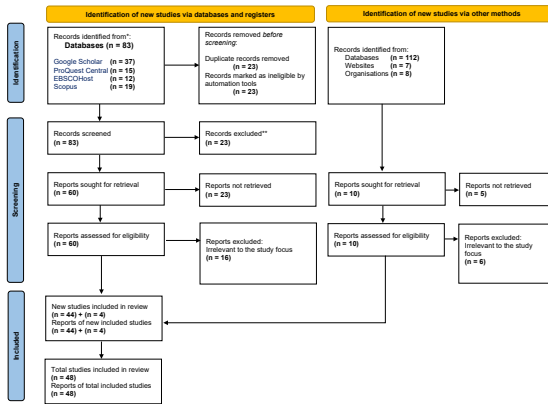 Identification of new studies via databases and registers
Identification of new studies via other methods
Identification
Records identified from*:
Databases (n = 83)
Google Scholar (n = 37)
ProQuest Central (n = 15)
EBSCOHost (n = 12)
Scopus (n = 19)
Records removed before
screening:
Duplicate records removed
(n = 23)
Records marked as ineligible by
automation tools
(n = 23)
Records identified from:
Databases (n = 112)
Websites (n = 7)
Organisations (n = 8)
Screening
Records screened
(n = 83)
Records excluded**
(n = 23)
Reports sought for retrieval
(n = 60)
Reports not retrieved
(n = 23)
Reports sought for retrieval
(n = 10)
Reports not retrieved
(n = 5)
Reports assessed for eligibility
(n = 60)
Reports excluded:
Irrelevant to the study focus
(n = 16)
Reports assessed for eligibility
(n = 10)
Reports excluded:
Irrelevant to the study
focus
(n = 6)
Included
New studies included in review
(n = 44) + (n = 4)
Reports of new included studies
(n = 44) + (n = 4)
Total studies included in review
(n = 48)
Reports of total included studies
(n = 48)